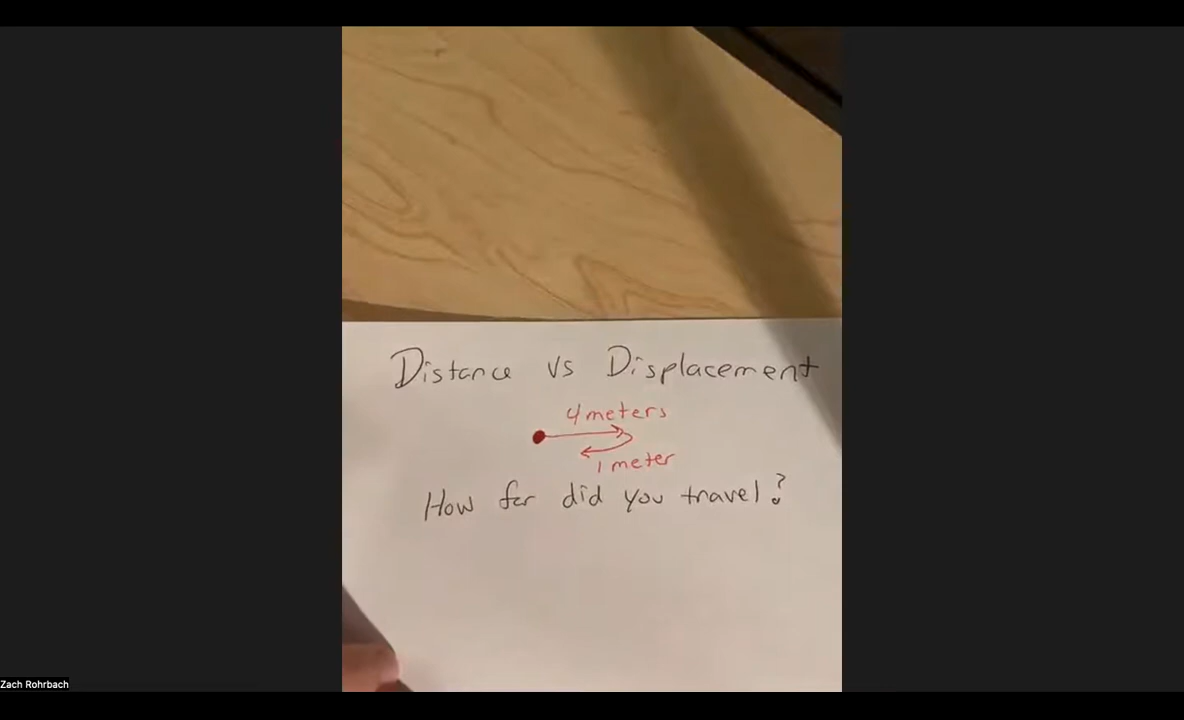 Distance vs Displacement
4 meters
1 meter
How far did you travel?
Zach Rohrbach